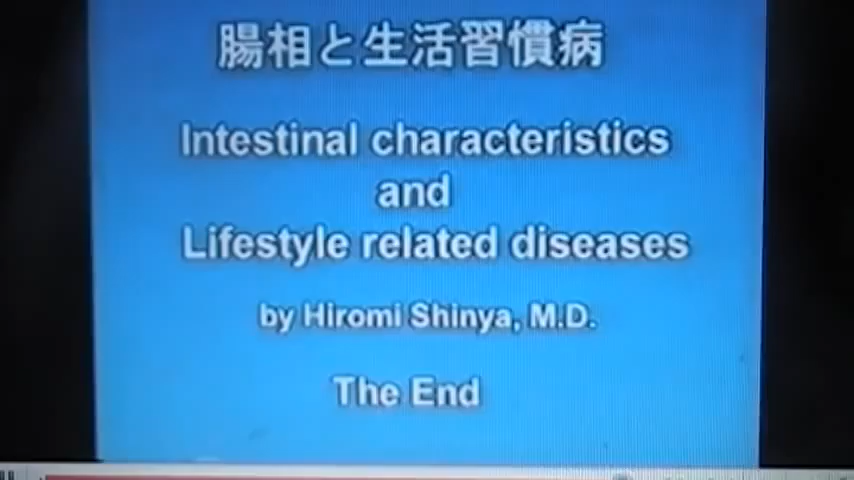 腸相と生活習慣病
Intestinal characteristics
and
Lifestyle related diseases
by Hiromi Shinya, M.D.
The End